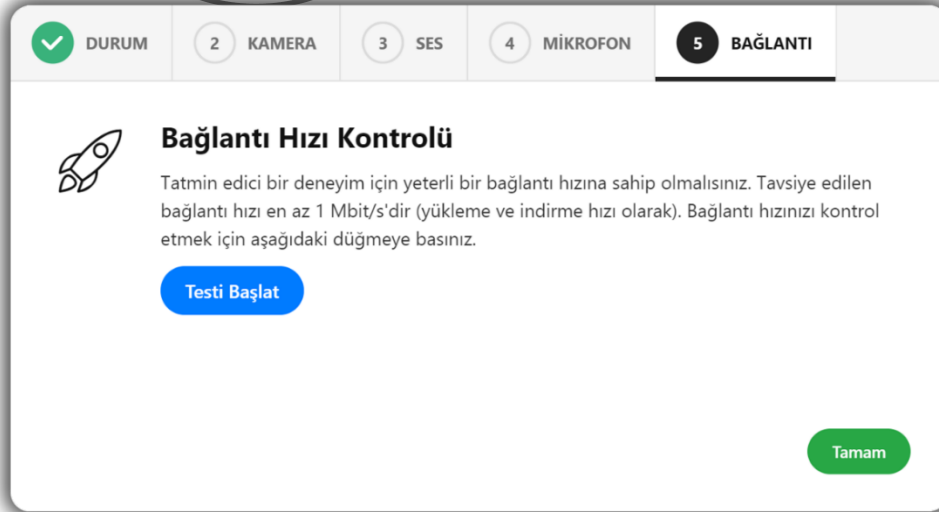 DURUM
2 KAMERA
3 SES
4 MİKROFON
5 BAĞLANTI
Bağlantı Hızı Kontrolü
Tatmin edici bir deneyim için yeterli bir bağlantı hızına sahip olmalısınız. Tavsiye edilen
bağlantı hızı en az 1 Mbit/s'dir (yükleme ve indirme hızı olarak). Bağlantı hızınızı kontrol
etmek için aşağıdaki düğmeye basınız.
Testi Başlat
Tamam